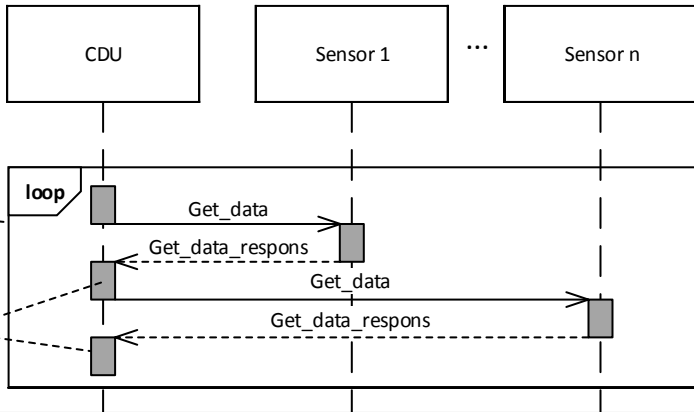 CDU
Sensor 1
...
Sensor n
loop
Get_data
Get_data_respons
Get_data
Get_data_respons